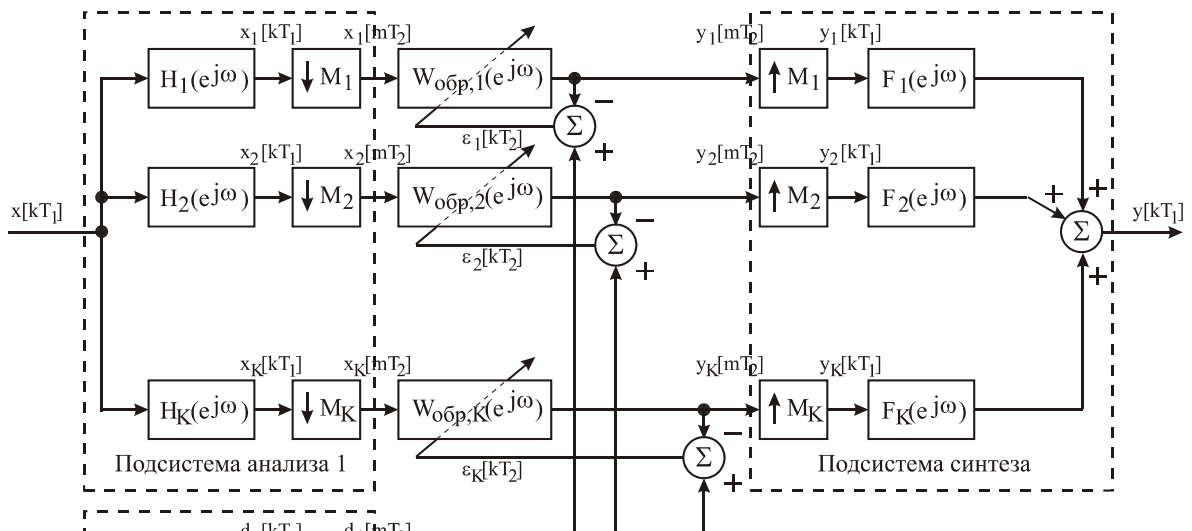 x₁[kT₁] x₁[mT₂] y₁[mT₂] y₁[kT₁]
H₁(e^jω) ↓ M₁ W_обр,1(e^jω) ↑ M₁ F₁(e^jω)
−
Σ
ε₁[kT₂]
+
x₂[kT₁] x₂[mT₂] y₂[mT₂] y₂[kT₁]
H₂(e^jω) ↓ M₂ W_обр,2(e^jω) ↑ M₂ F₂(e^jω)
+ +
x[kT₁] − y[kT₁]
Σ Σ
ε₂[kT₂]
+ +
x_K[kT₁] x_K[mT₂] y_K[mT₂] y_K[kT₁]
H_K(e^jω) ↓ M_K W_обр,K(e^jω) ↑ M_K F_K(e^jω)
−
Подсистема анализа 1 ε_K[kT₂] Σ Подсистема синтеза
+